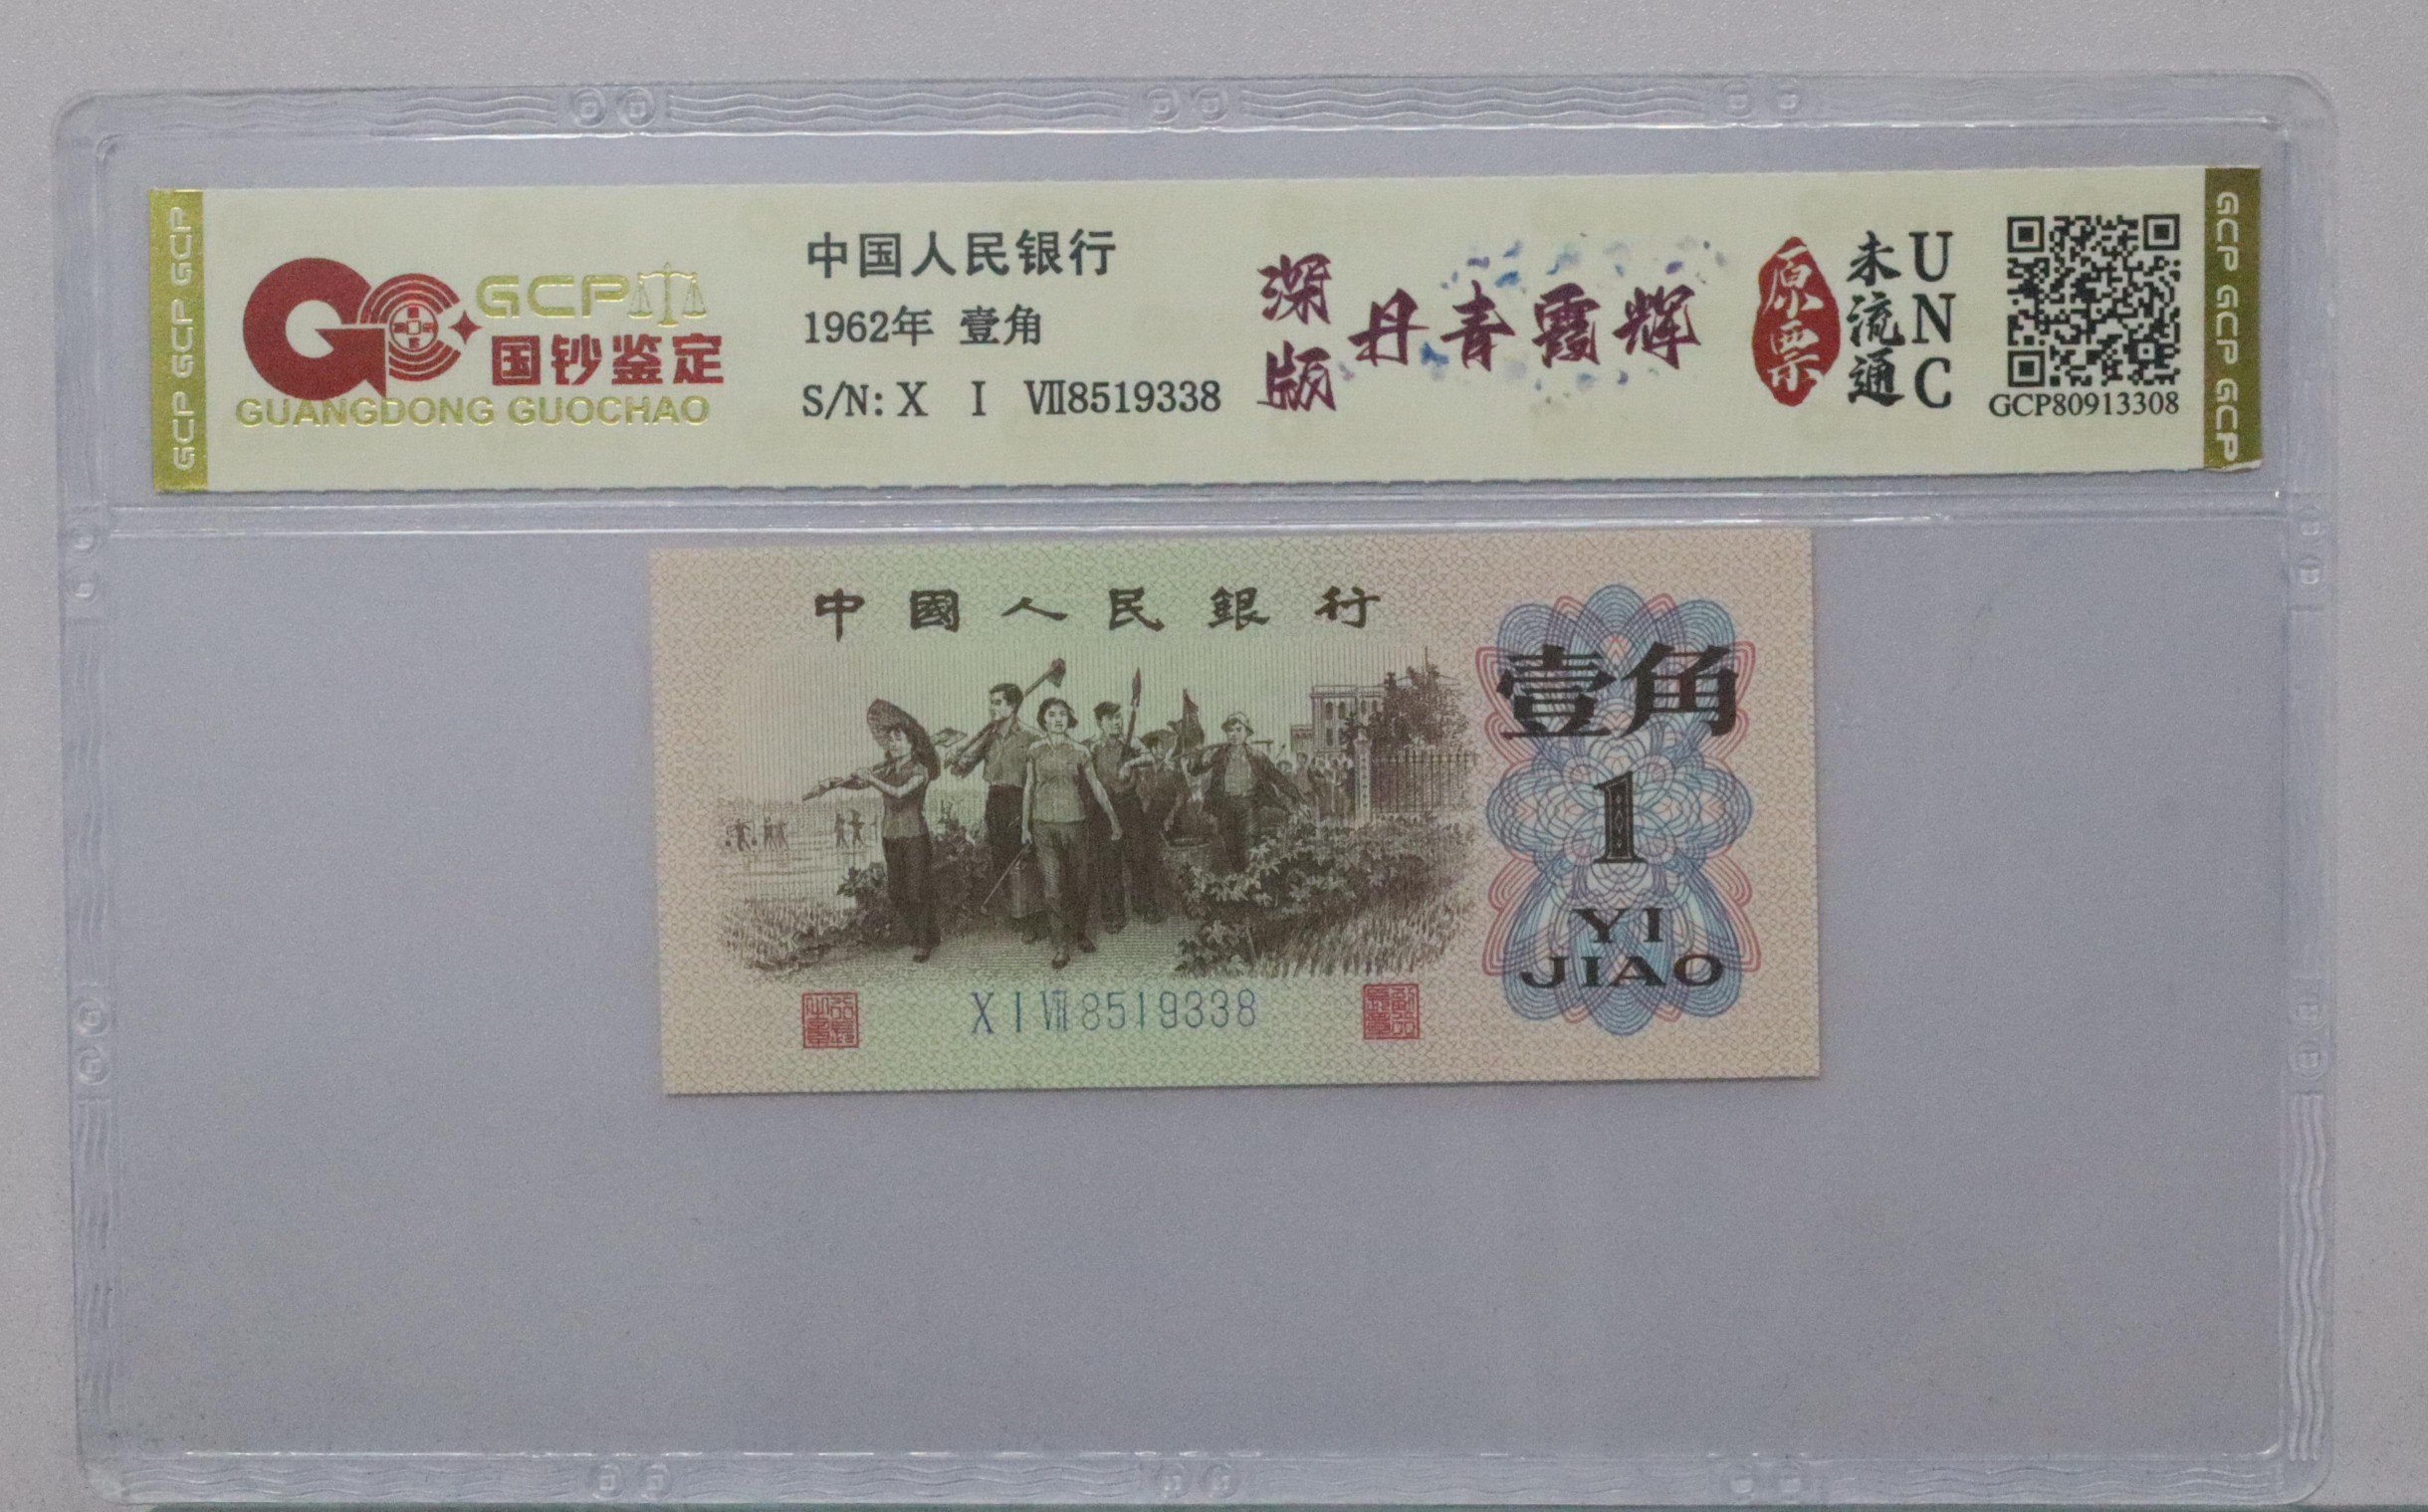 GCP GCP GCP
GCP
国钞鉴定
GUANGDONG GUOCHAO
中国人民银行
1962年 壹角
S/N: X I Ⅶ8519338
深版
丹青霞辉
原票
未流通
UNC
GCP80913308
GCP GCP GCP
中國人民銀行
壹角
1
YI
JIAO
X I Ⅶ 8519338